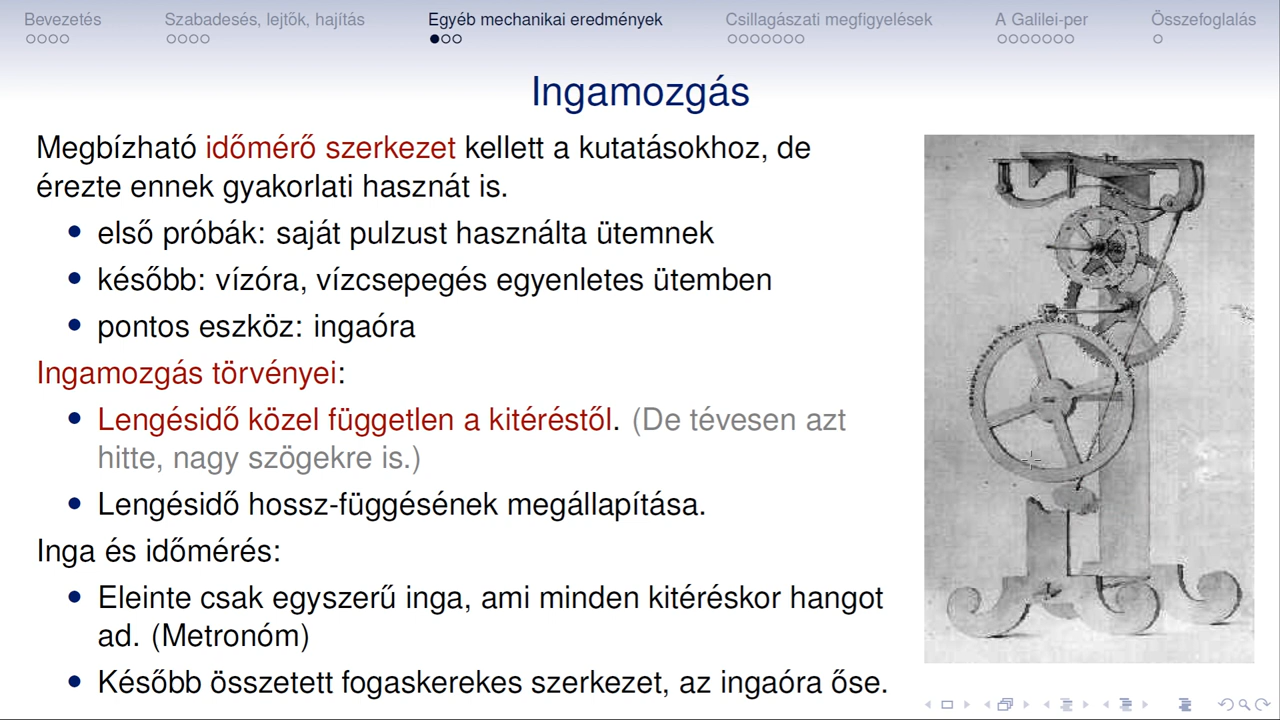 Bevezetés Szabadesés, lejtők, hajítás Egyéb mechanikai eredmények Csillagászati megfigyelések A Galilei-per Összefoglalás
Ingamozgás
Megbízható időmérő szerkezet kellett a kutatásokhoz, de
érezte ennek gyakorlati hasznát is.
• első próbák: saját pulzust használta ütemnek
• később: vízóra, vízcsepegés egyenletes ütemben
• pontos eszköz: ingaóra
Ingamozgás törvényei:
• Lengésidő közel független a kitéréstől. (De tévesen azt
hitte, nagy szögekre is.)
• Lengésidő hossz-függésének megállapítása.
Inga és időmérés:
• Eleinte csak egyszerű inga, ami minden kitéréskor hangot
ad. (Metronóm)
• Később összetett fogaskerekes szerkezet, az ingaóra őse.